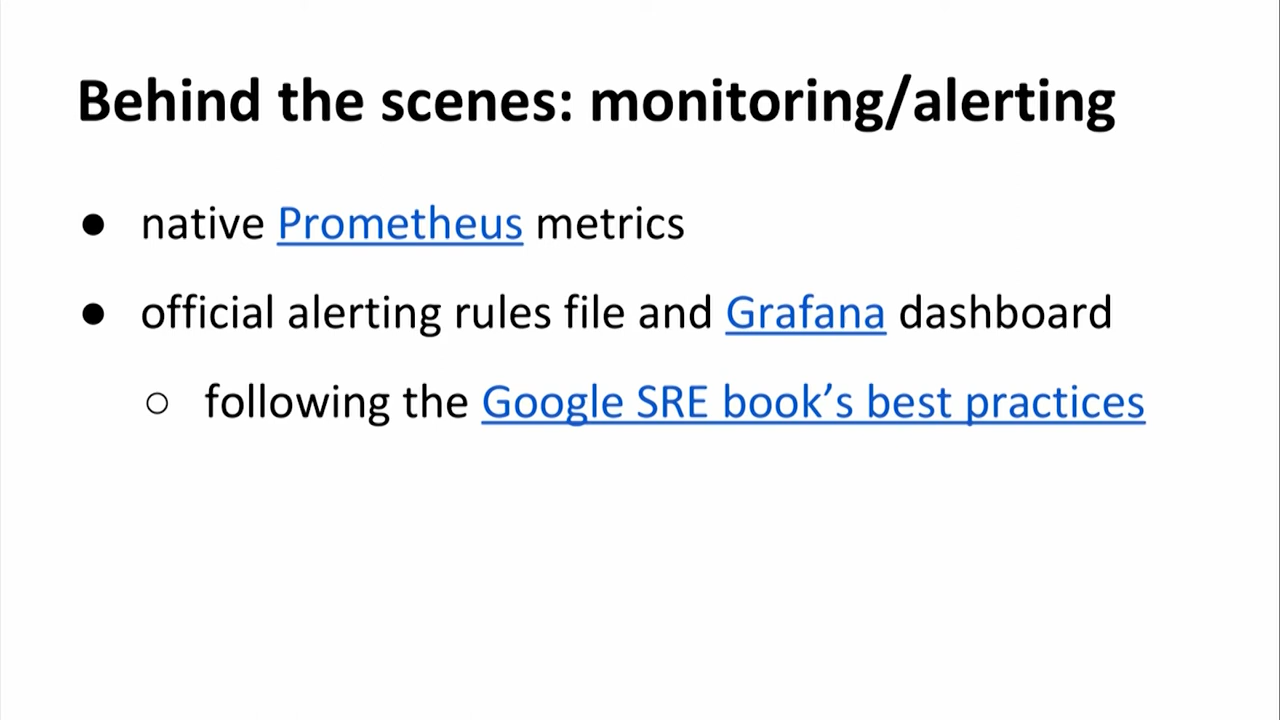 Behind the scenes: monitoring/alerting
● native Prometheus metrics
● official alerting rules file and Grafana dashboard
○ following the Google SRE book’s best practices